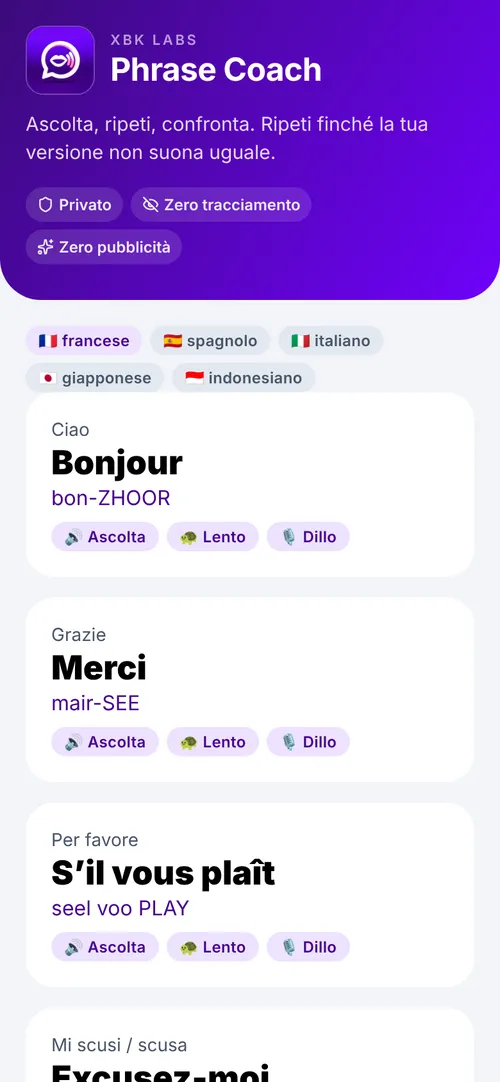 XBK LABS
Phrase Coach
Ascolta, ripeti, confronta. Ripeti finché la tua
versione non suona uguale.
Privato
Zero tracciamento
Zero pubblicità
francese
spagnolo
italiano
giapponese
indonesiano
Ciao
Bonjour
bon-ZHOOR
Ascolta
Lento
Dillo
Grazie
Merci
mair-SEE
Ascolta
Lento
Dillo
Per favore
S’il vous plaît
seel voo PLAY
Ascolta
Lento
Dillo
Mi scusi / scusa
Excusez-moi